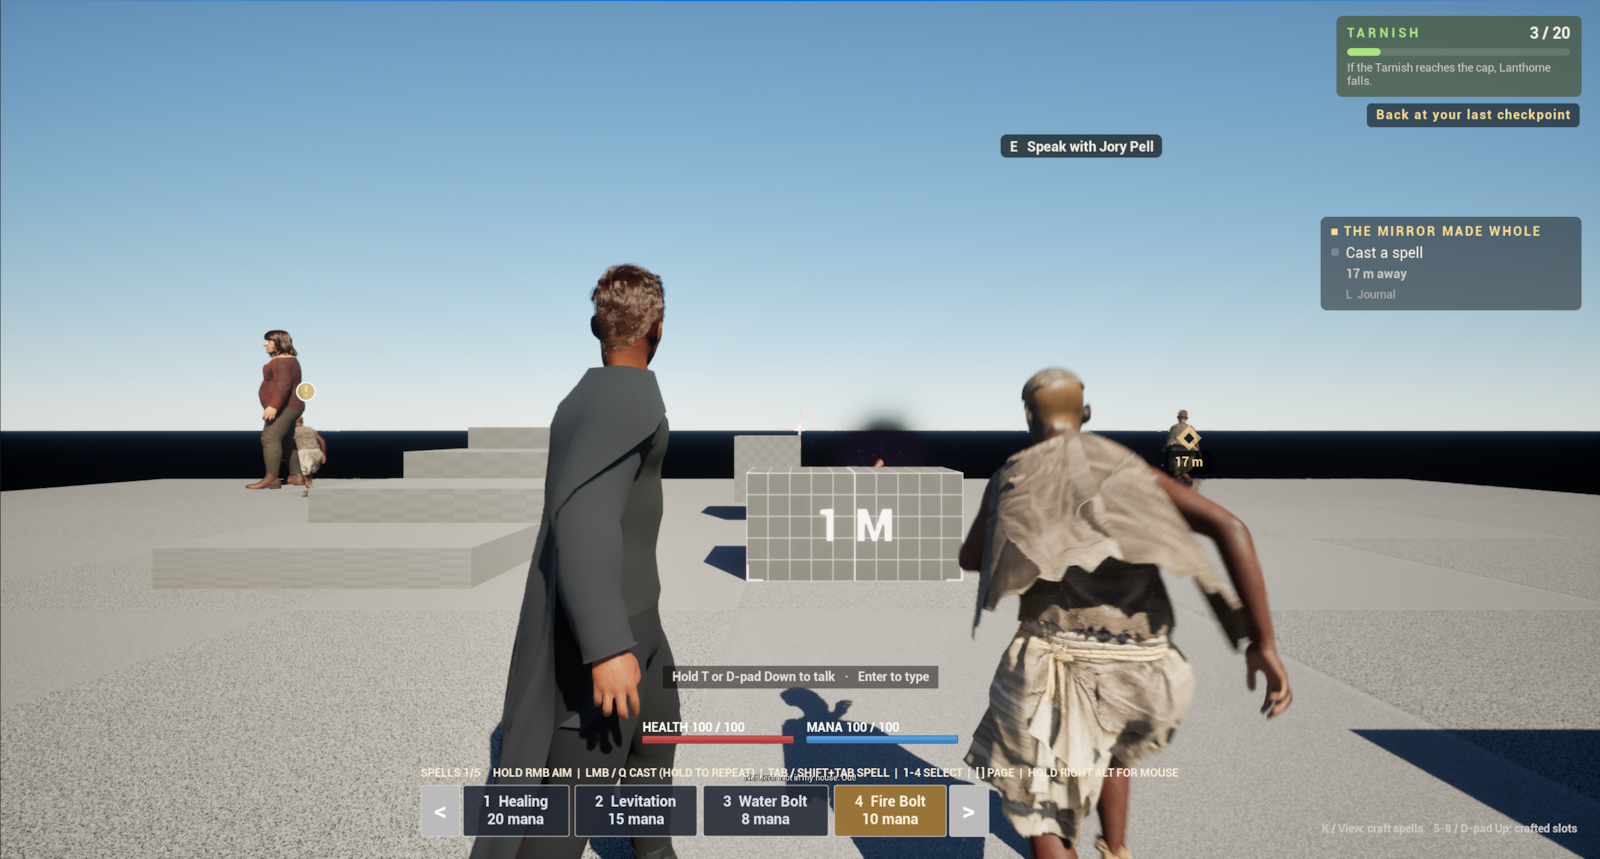 TARNISH 3 / 20
If the Tarnish reaches the cap, Lanthorne
falls.
Back at your last checkpoint
E Speak with Jory Pell
THE MIRROR MADE WHOLE
Cast a spell
17 m away
L Journal
!
17 m
1 M
Hold T or D-pad Down to talk · Enter to type
HEALTH 100 / 100 MANA 100 / 100
SPELLS 1/5 HOLD RMB AIM | LMB / Q CAST (HOLD TO REPEAT) | TAB / SHIFT+TAB SPELL | 1-4 SELECT | [ ] PAGE | HOLD RIGHT ALT FOR MOUSE
not in my house. Out!
< 1 Healing 2 Levitation 3 Water Bolt 4 Fire Bolt >
20 mana 15 mana 8 mana 10 mana
K / View: craft spells 5-8 / D-pad Up: crafted slots